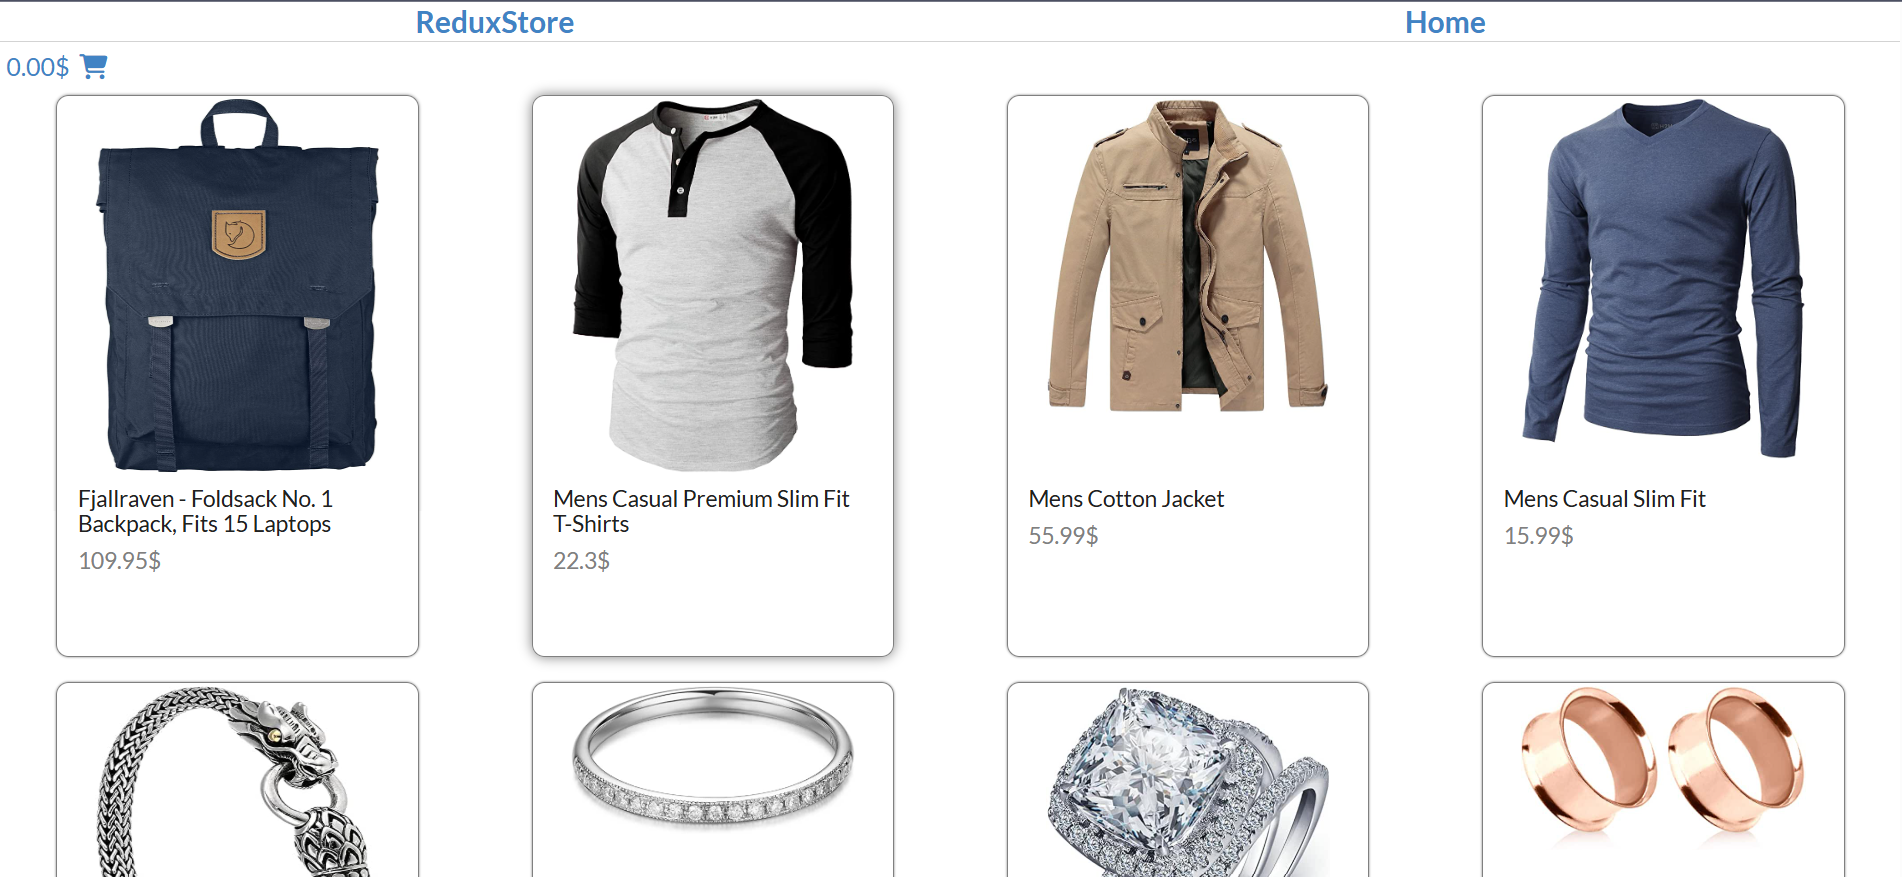 ReduxStore
Home
0.00$
Fjallraven - Foldsack No. 1
Backpack, Fits 15 Laptops
109.95$
Mens Casual Premium Slim Fit
T-Shirts
22.3$
Mens Cotton Jacket
55.99$
Mens Casual Slim Fit
15.99$